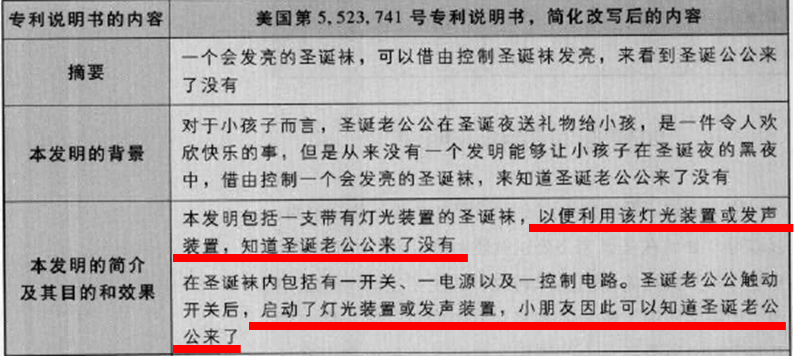 专利说明书的内容
美国第5,523,741号专利说明书，简化改写后的内容
摘要
一个会发亮的圣诞袜，可以借由控制圣诞袜发亮，来看到圣诞公公来
了没有
本发明的背景
对于小孩子而言，圣诞老公公在圣诞夜送礼物给小孩，是一件令人欢
欣快乐的事，但是从来没有一个发明能够让小孩子在圣诞夜的黑夜
中，借由控制一个会发亮的圣诞袜，来知道圣诞老公公来了没有
本发明的简介
及其目的和效果
本发明包括一支带有灯光装置的圣诞袜，以便利用该灯光装置或发声
装置，知道圣诞老公公来了没有
在圣诞袜内包括有一开关、一电源以及一控制电路。圣诞老公公触动
开关后，启动了灯光装置或发声装置，小朋友因此可以知道圣诞老公
公来了